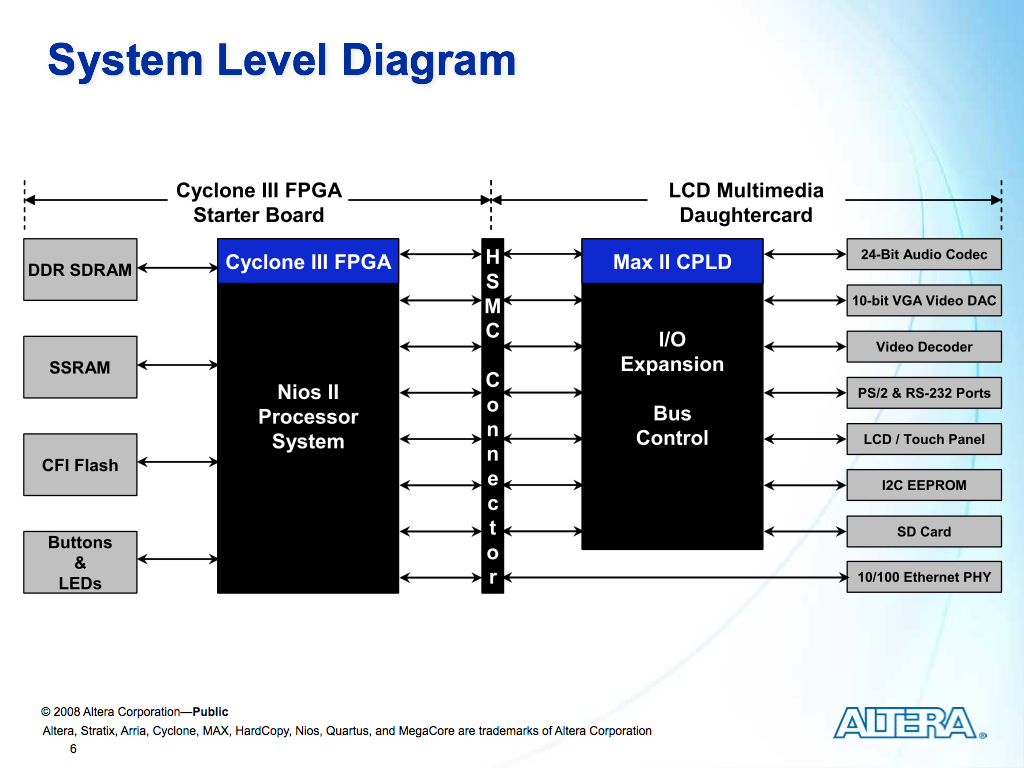 System Level Diagram
Cyclone III FPGA
Starter Board
LCD Multimedia
Daughtercard
DDR SDRAM
SSRAM
CFI Flash
Buttons
&
LEDs
Cyclone III FPGA
Nios II
Processor
System
HSMC Connector
Max II CPLD
I/O
Expansion
Bus
Control
24-Bit Audio Codec
10-bit VGA Video DAC
Video Decoder
PS/2 & RS-232 Ports
LCD / Touch Panel
I2C EEPROM
SD Card
10/100 Ethernet PHY
© 2008 Altera Corporation—Public
Altera, Stratix, Arria, Cyclone, MAX, HardCopy, Nios, Quartus, and MegaCore are trademarks of Altera Corporation
6
ALTERA®